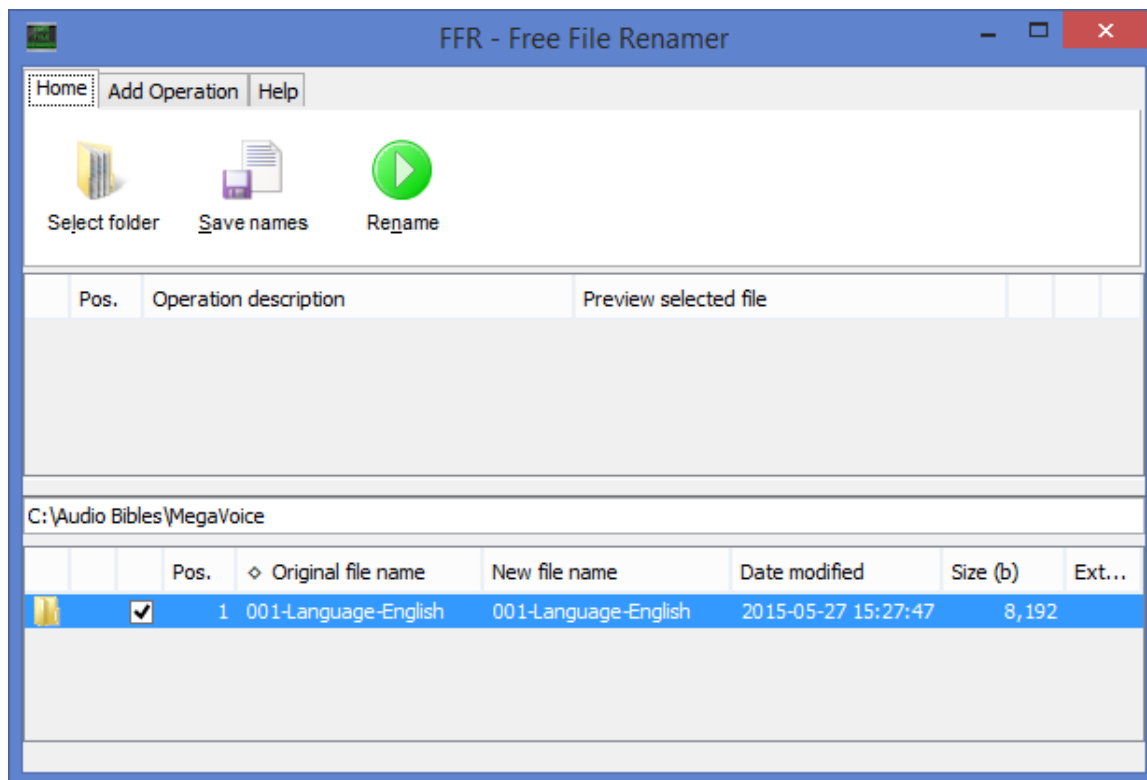 FFR - Free File Renamer
Home Add Operation Help
Select folder Save names Rename
Pos. Operation description Preview selected file
C:\Audio Bibles\MegaVoice
Pos. Original file name New file name Date modified Size (b) Ext...
1 001-Language-English 001-Language-English 2015-05-27 15:27:47 8,192